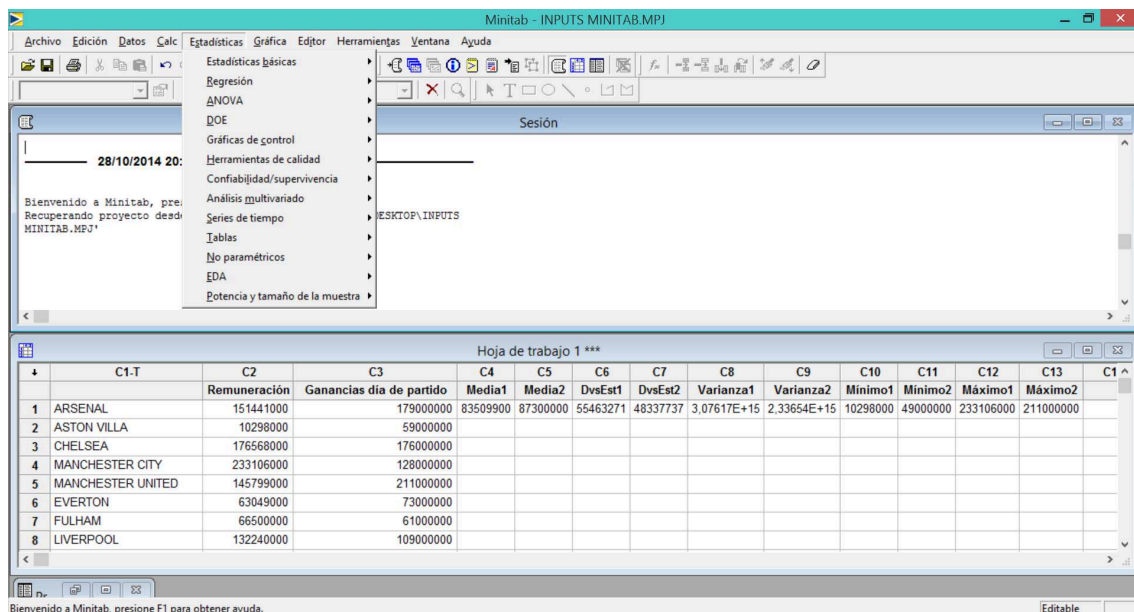 Minitab - INPUTS MINITAB.MPJ
Archivo Edición Datos Calc Estadísticas Gráfica Editor Herramientas Ventana Ayuda
Estadísticas básicas
Regresión
ANOVA
DOE
Gráficas de control
Herramientas de calidad
Confiabilidad/supervivencia
Análisis multivariado
Series de tiempo
Tablas
No paramétricos
EDA
Potencia y tamaño de la muestra
Sesión
28/10/2014 20:
Bienvenido a Minitab, pre
Recuperando proyecto desd ESKTOP\INPUTS
MINITAB.MPJ'
Hoja de trabajo 1 ***
C1-T C2 C3 C4 C5 C6 C7 C8 C9 C10 C11 C12 C13 C1
Remuneración Ganancias día de partido Media1 Media2 DvsEst1 DvsEst2 Varianza1 Varianza2 Mínimo1 Mínimo2 Máximo1 Máximo2
1 ARSENAL 151441000 179000000 83509900 87300000 55463271 48337737 3,07617E+15 2,33654E+15 10298000 49000000 233106000 211000000
2 ASTON VILLA 10298000 59000000
3 CHELSEA 176568000 176000000
4 MANCHESTER CITY 233106000 128000000
5 MANCHESTER UNITED 145799000 211000000
6 EVERTON 63049000 73000000
7 FULHAM 66500000 61000000
8 LIVERPOOL 132240000 109000000
Bienvenido a Minitab, presione F1 para obtener ayuda. Editable